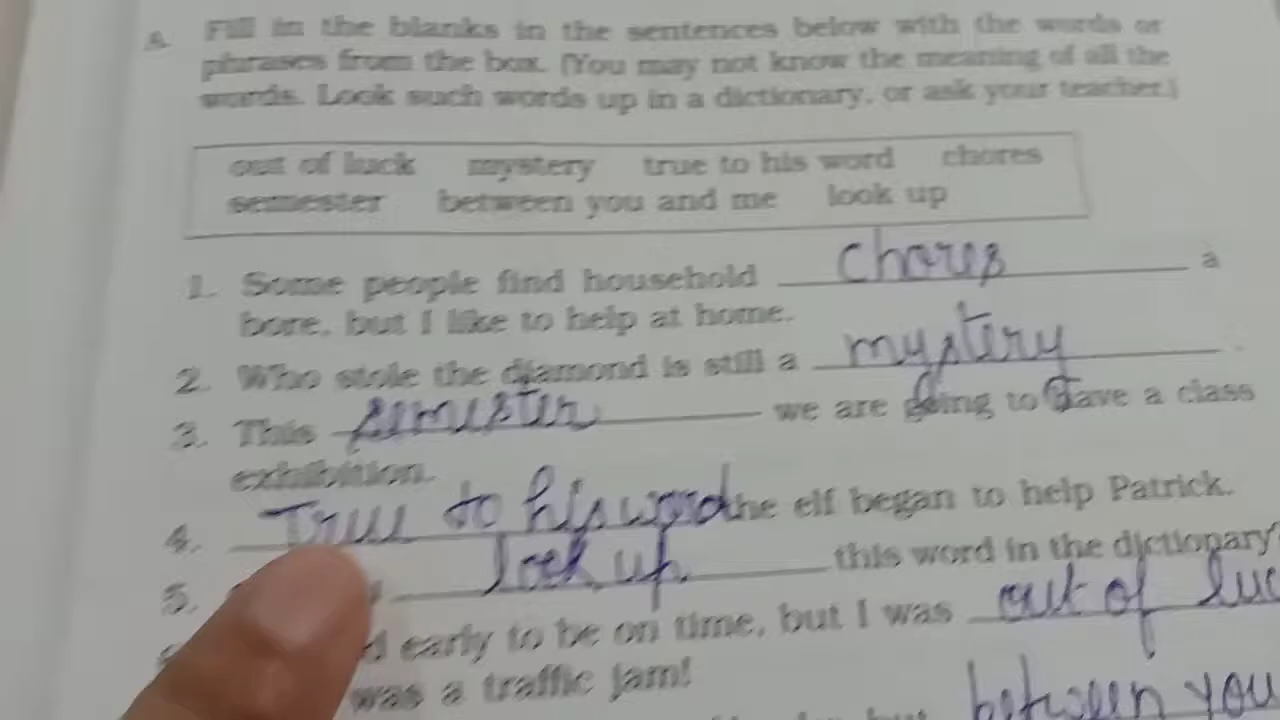 A. Fill in the blanks in the sentences below with the words or
phrases from the box. (You may not know the meaning of all the
words. Look such words up in a dictionary, or ask your teacher.)
out of luck mystery true to his word chores
semester between you and me look up
1. Some people find household chores a
bore, but I like to help at home.
2. Who stole the diamond is still a mystery.
3. This semester we are going to have a class
exhibition.
4. True to his word the elf began to help Patrick.
5. look up this word in the dictionary?
early to be on time, but I was out of
was a traffic jam!
but between you